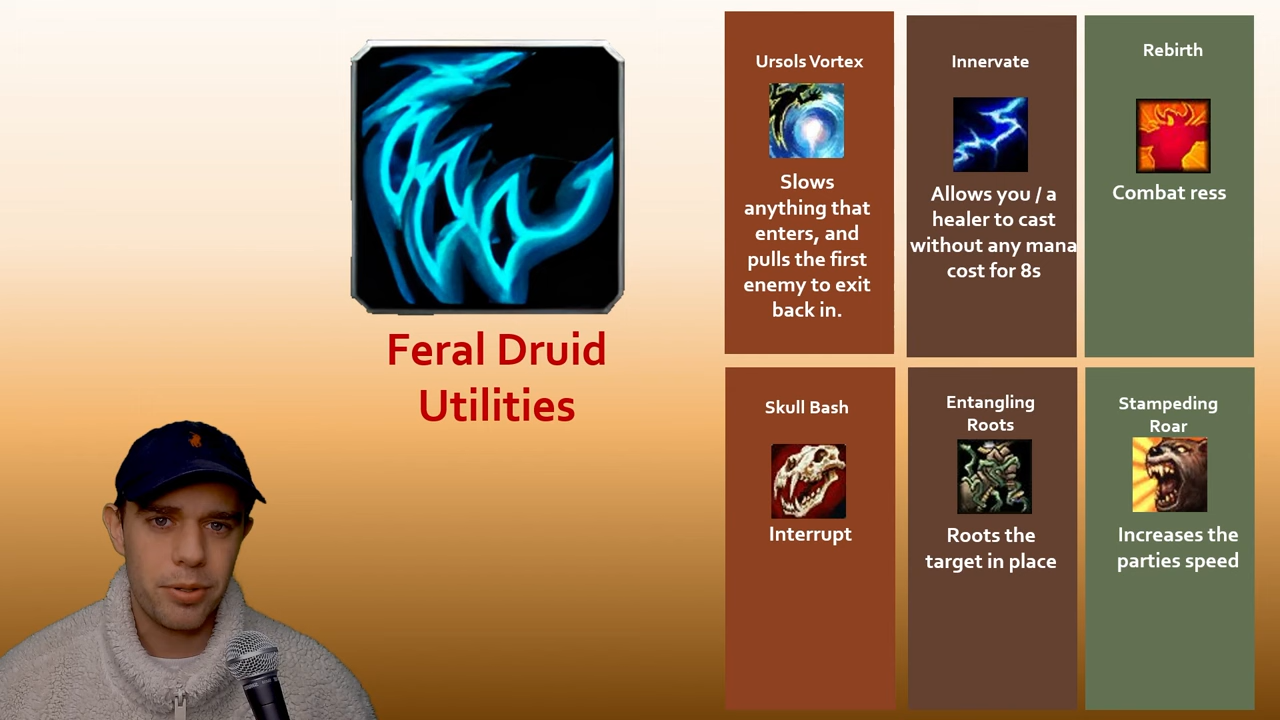 Feral Druid
Utilities
Ursols Vortex
Slows
anything that
enters, and
pulls the first
enemy to exit
back in.
Innervate
Allows you / a
healer to cast
without any mana
cost for 8s
Rebirth
Combat ress
Skull Bash
Interrupt
Entangling
Roots
Roots the
target in place
Stampeding
Roar
Increases the
parties speed